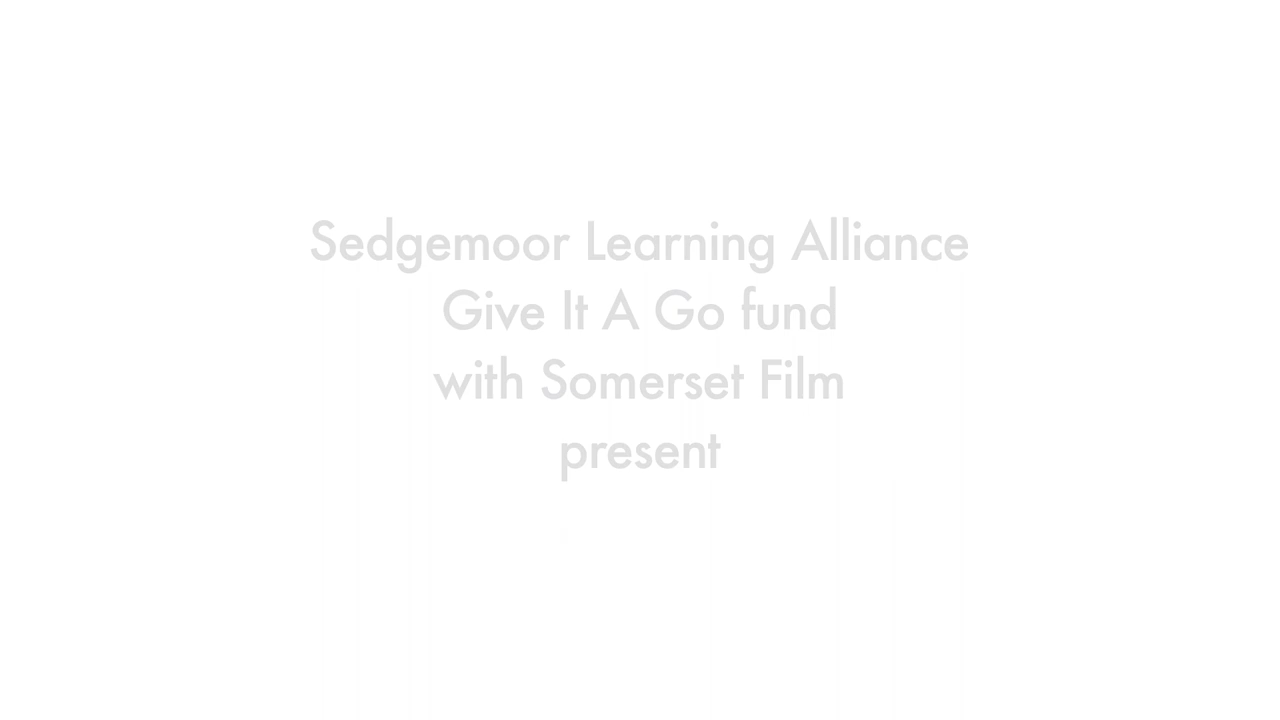 Sedgemoor Learning Alliance
Give It A Go fund
with Somerset Film
present